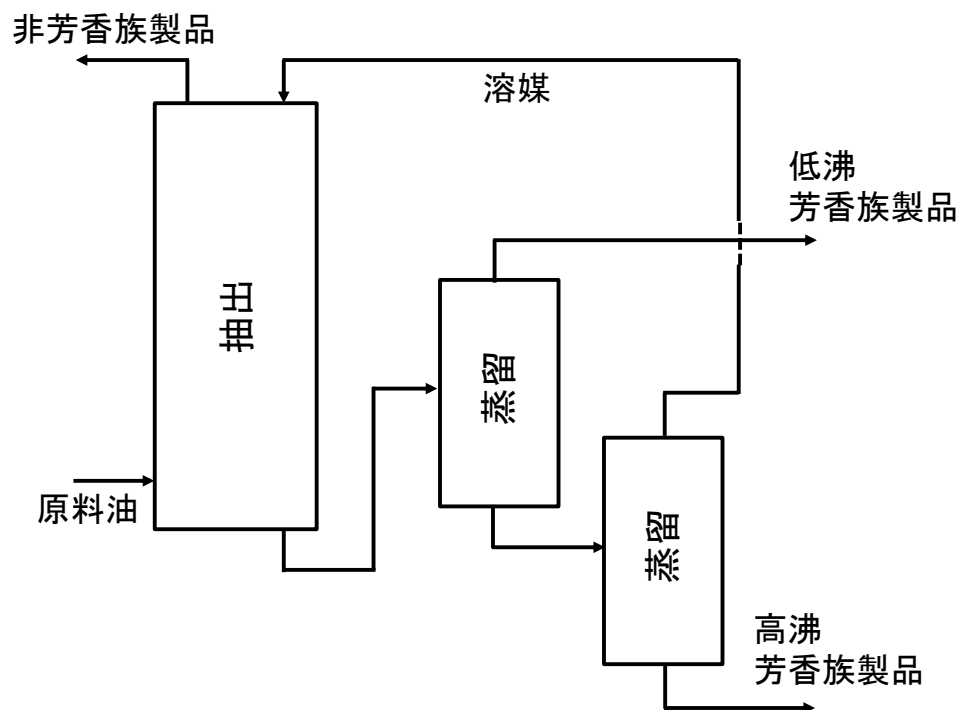 非芳香族製品
溶媒
低沸
芳香族製品
抽出
蒸留
原料油
蒸留
高沸
芳香族製品